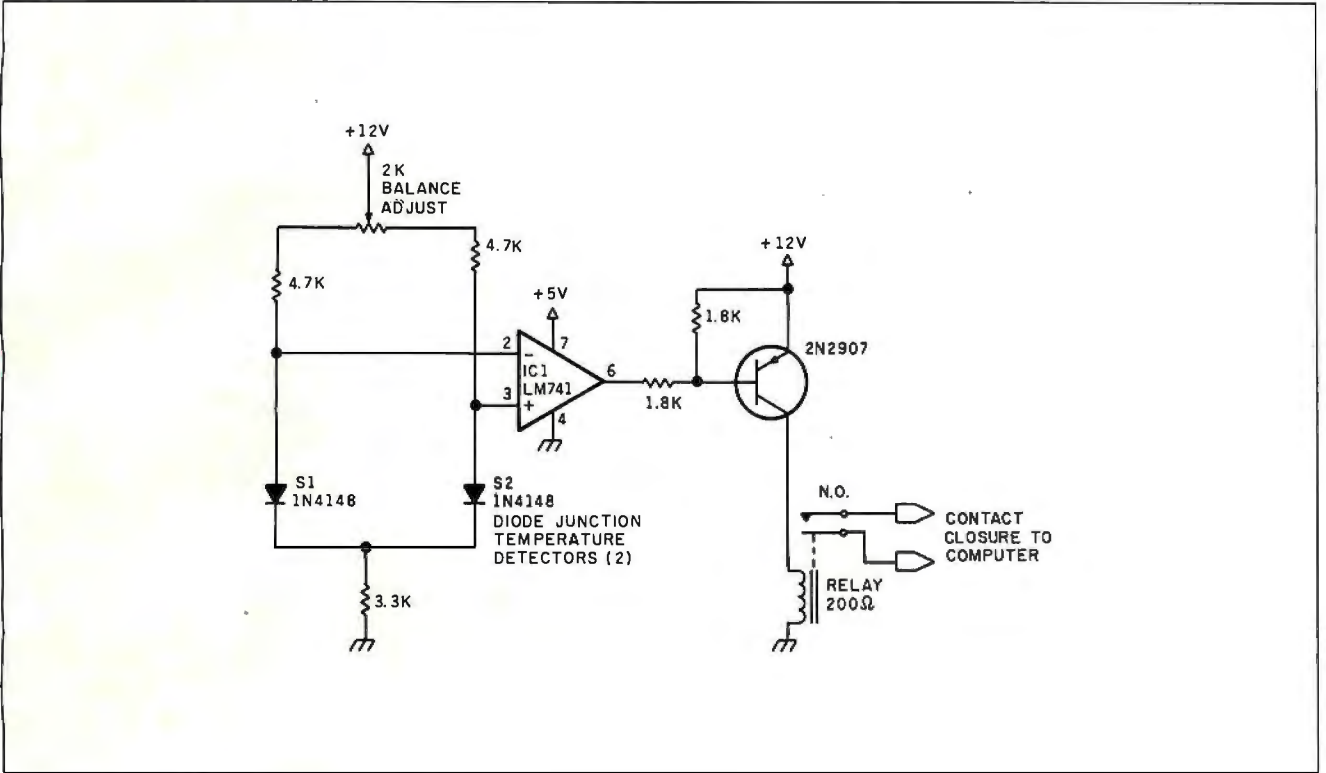 +12V
2K
BALANCE
ADJUST
4.7K
4.7K
+5V
2
7
-
IC1
LM741
6
3
+
4
1.8K
+12V
1.8K
2N2907
S1
1N4148
S2
1N4148
DIODE JUNCTION
TEMPERATURE
DETECTORS (2)
3.3K
N.O.
CONTACT
CLOSURE TO
COMPUTER
RELAY
200Ω